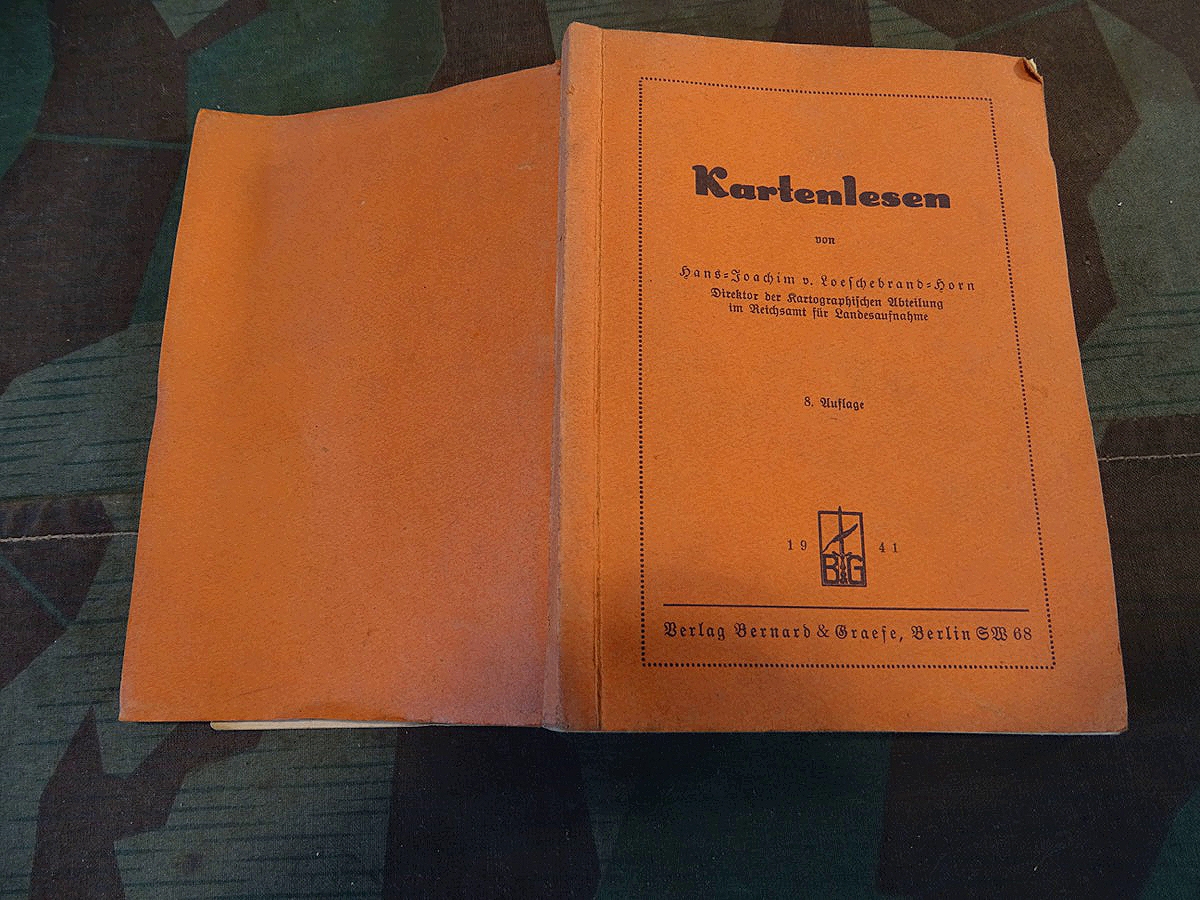 Kartenlesen
von
Hans-Joachim v. Loeschebrand-Horn
Direktor der Kartographischen Abteilung
im Reichsamt für Landesaufnahme
8. Auflage
19 BG 41
Verlag Bernard & Graefe, Berlin SW 68